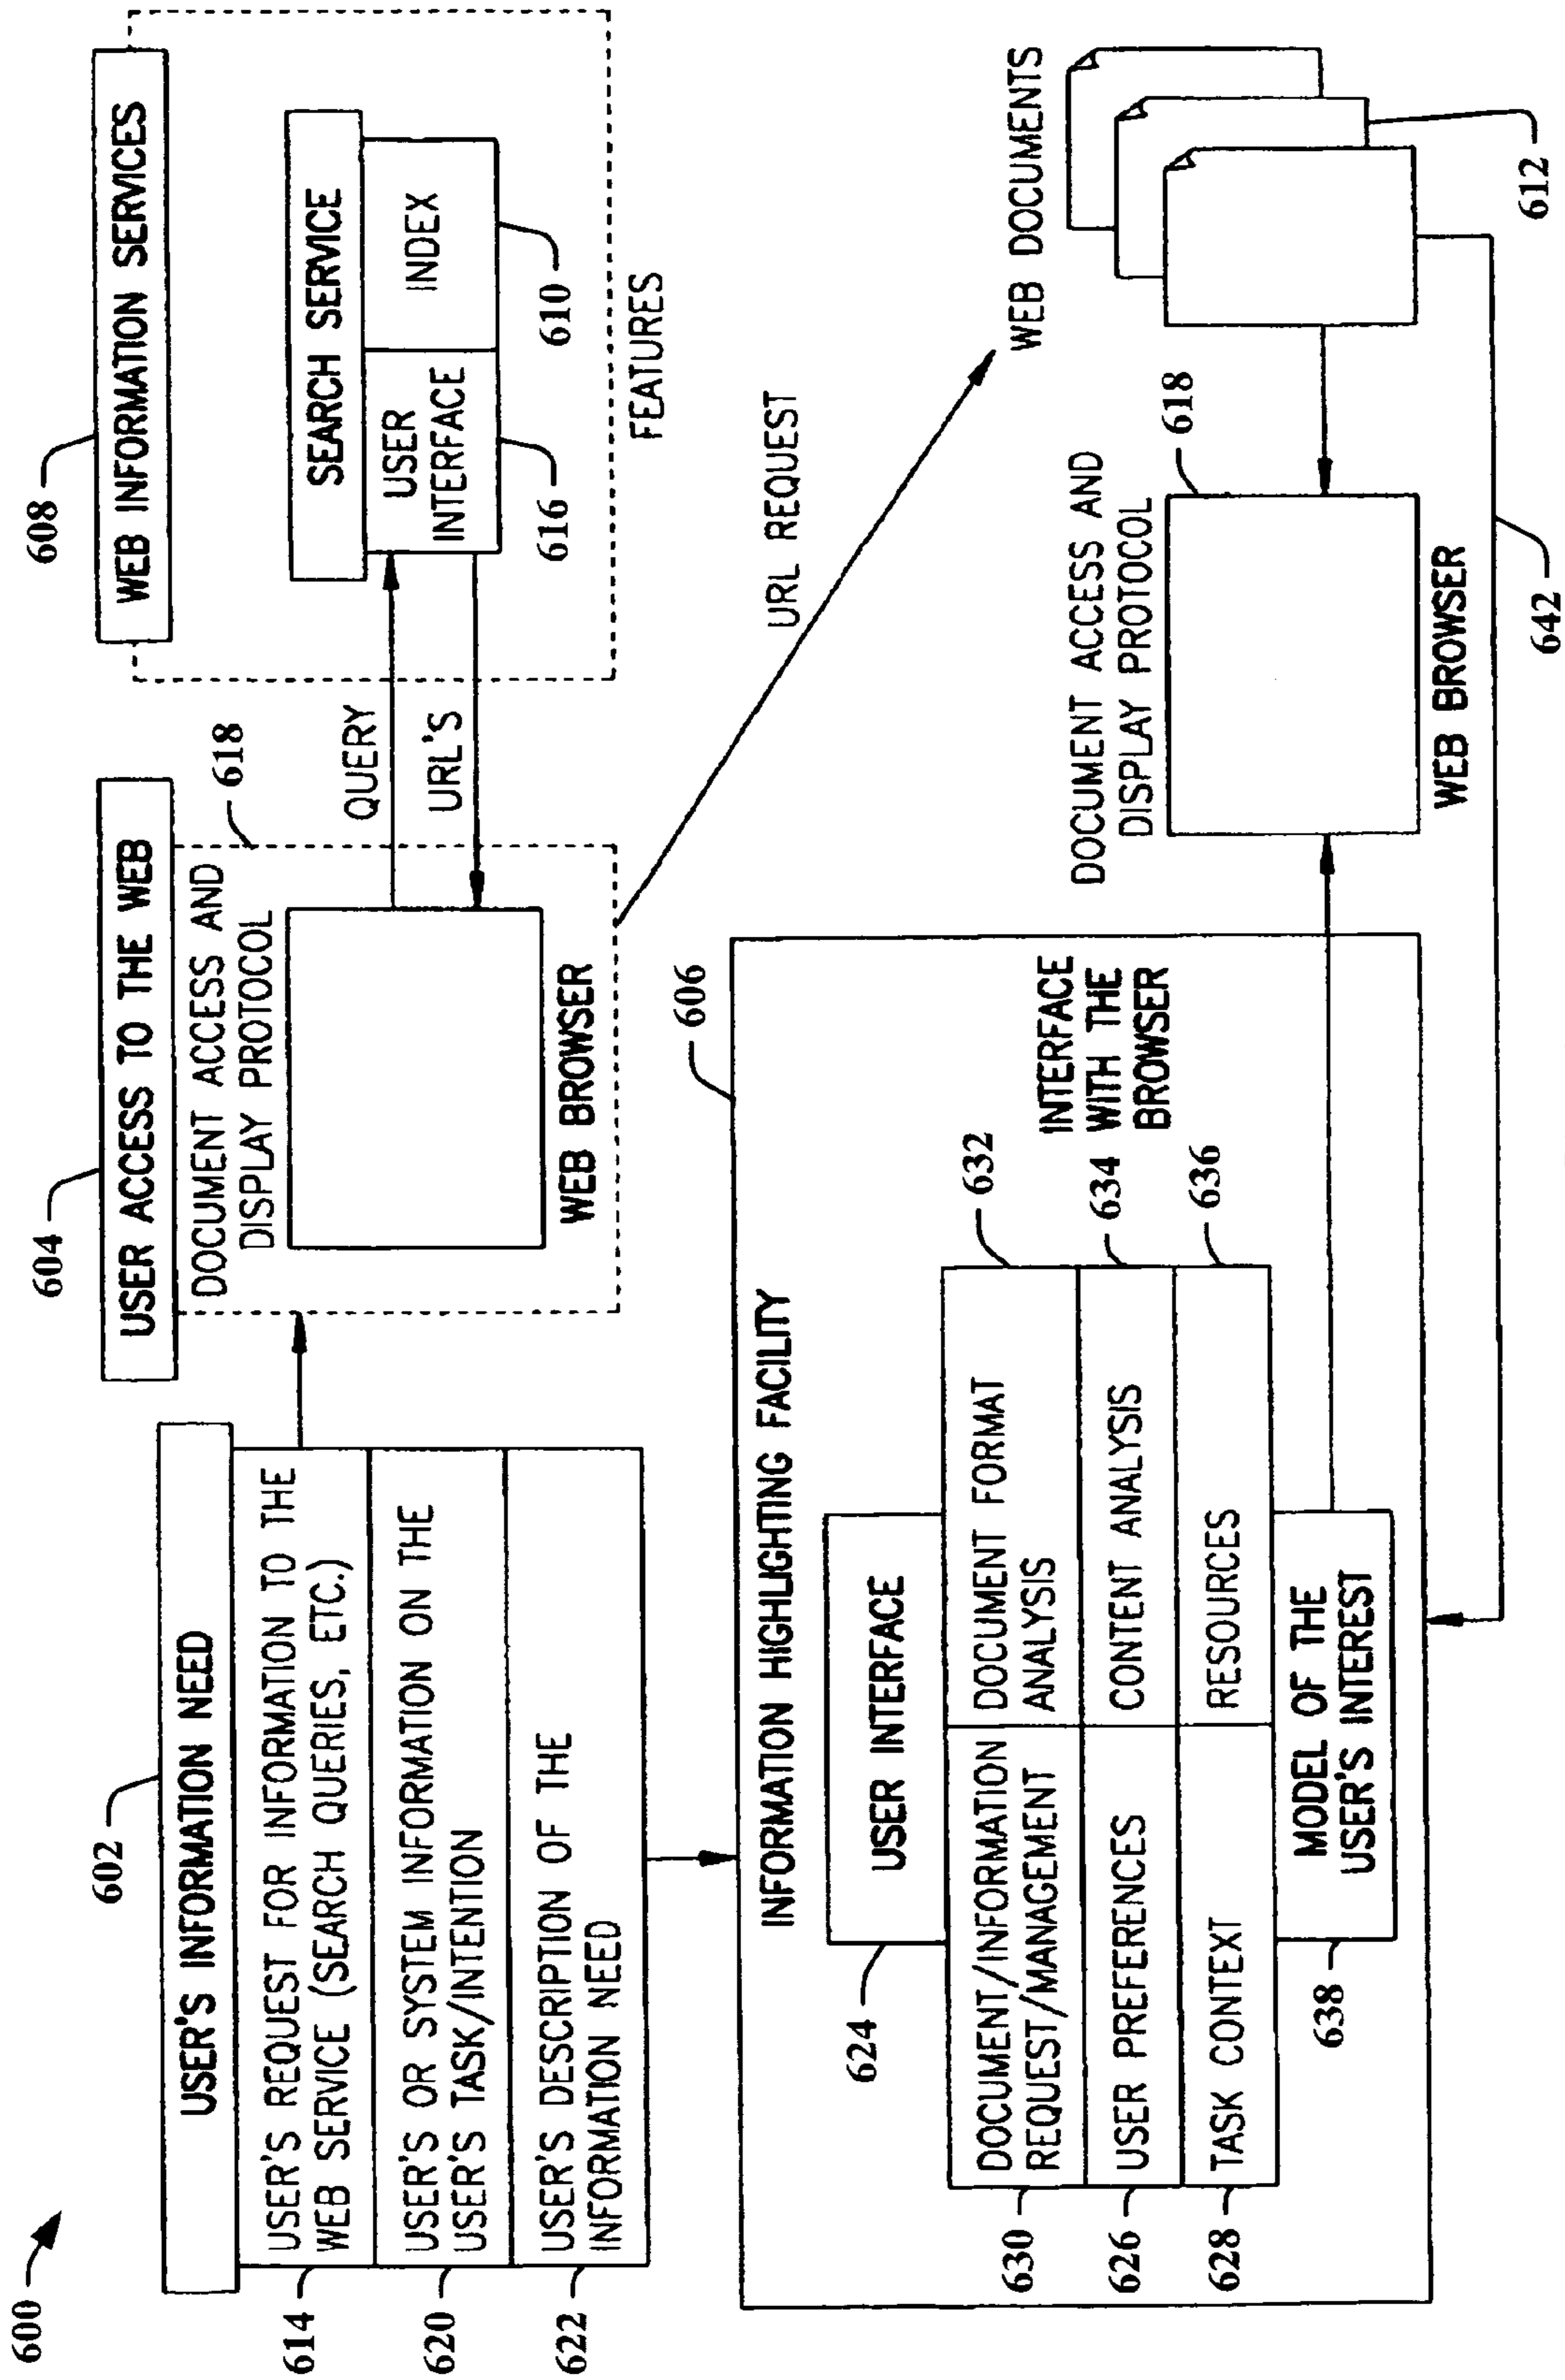 600
602
USER'S INFORMATION NEED
614
USER'S REQUEST FOR INFORMATION TO THE
WEB SERVICE (SEARCH QUERIES, ETC.)
620
USER'S OR SYSTEM INFORMATION ON THE
USER'S TASK/INTENTION
622
USER'S DESCRIPTION OF THE
INFORMATION NEED
604
USER ACCESS TO THE WEB
618
DOCUMENT ACCESS AND
DISPLAY PROTOCOL
WEB BROWSER
QUERY
URL'S
608
WEB INFORMATION SERVICES
SEARCH SERVICE
USER
INTERFACE
INDEX
616
610
FEATURES
URL REQUEST
606
INFORMATION HIGHLIGHTING FACILITY
624
USER INTERFACE
630
DOCUMENT/INFORMATION
REQUEST/MANAGEMENT
DOCUMENT FORMAT
ANALYSIS
632
626
USER PREFERENCES
CONTENT ANALYSIS
634
628
TASK CONTEXT
RESOURCES
636
638
MODEL OF THE
USER'S INTEREST
INTERFACE
WITH THE
BROWSER
DOCUMENT ACCESS AND
DISPLAY PROTOCOL
618
WEB BROWSER
WEB DOCUMENTS
612
642